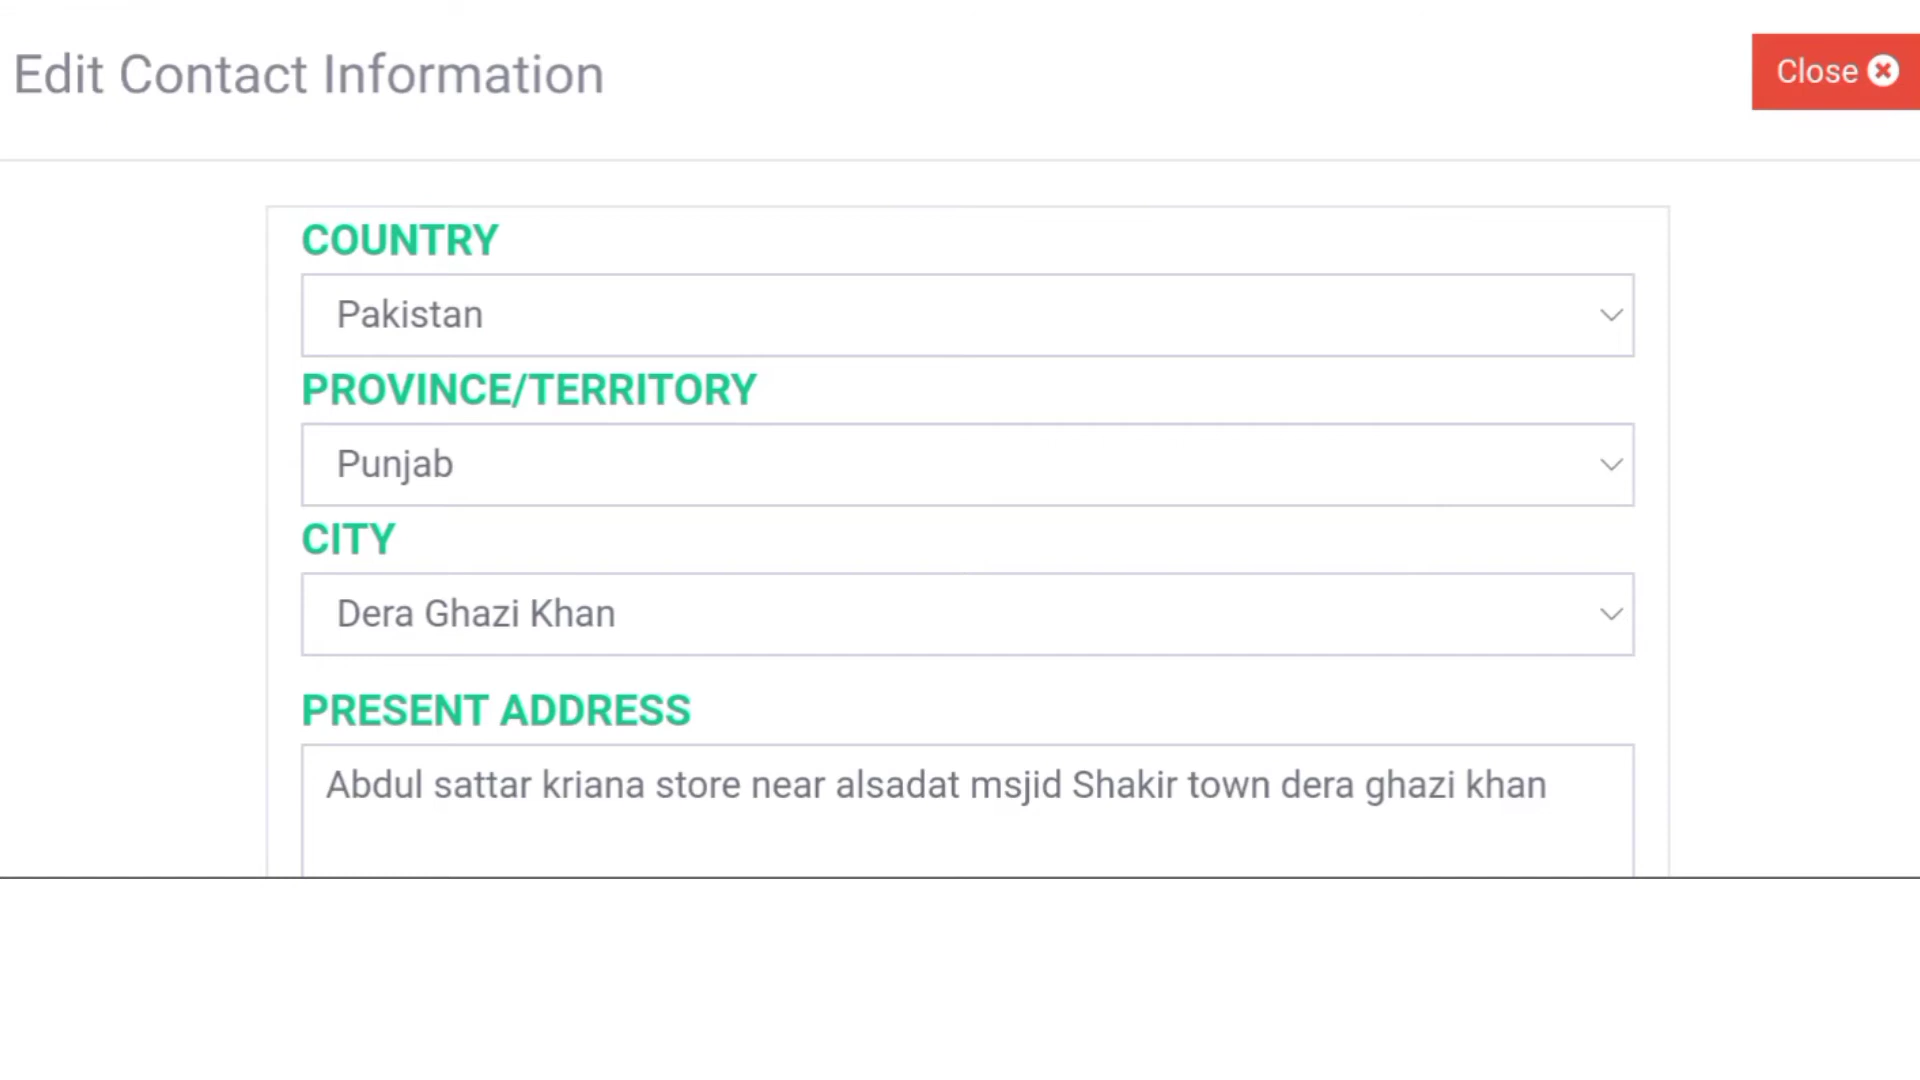 Edit Contact Information
Close
COUNTRY
Pakistan
PROVINCE/TERRITORY
Punjab
CITY
Dera Ghazi Khan
PRESENT ADDRESS
Abdul sattar kriana store near alsadat msjid Shakir town dera ghazi khan